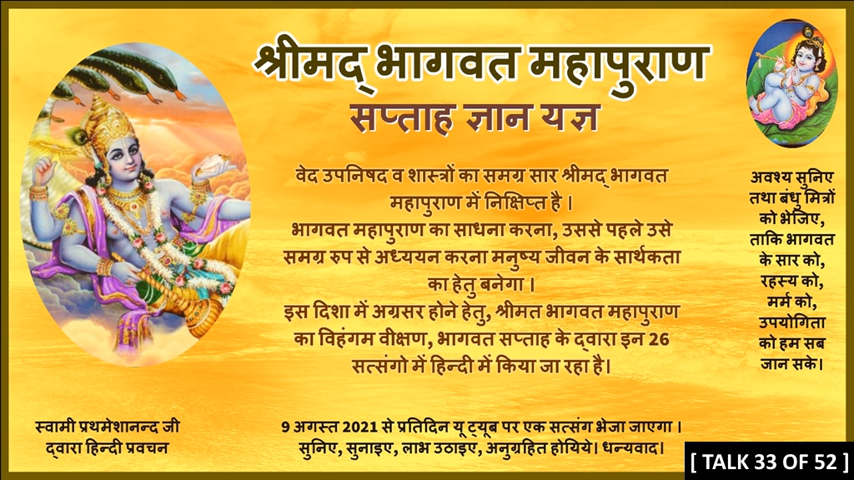 श्रीमद् भागवत महापुराण
सप्ताह ज्ञान यज्ञ
वेद उपनिषद व शास्त्रों का समग्र सार श्रीमद् भागवत
महापुराण में निक्षिप्त है ।
भागवत महापुराण का साधना करना, उससे पहले उसे
समग्र रुप से अध्ययन करना मनुष्य जीवन के सार्थकता
का हेतु बनेगा ।
इस दिशा में अग्रसर होने हेतु, श्रीमत भागवत महापुराण
का विहंगम वीक्षण, भागवत सप्ताह के द्वारा इन 26
सत्संगो में हिन्दी में किया जा रहा है।
अवश्य सुनिए
तथा बंधु मित्रों
को भेजिए,
ताकि भागवत
के सार को,
रहस्य को,
मर्म को,
उपयोगिता
को हम सब
जान सके।
स्वामी प्रथमेशानन्द जी
द्वारा हिन्दी प्रवचन
9 अगस्त 2021 से प्रतिदिन यू ट्यूब पर एक सत्संग भेजा जाएगा ।
सुनिए, सुनाइए, लाभ उठाइए, अनुग्रहित होयिये। धन्यवाद।
[ TALK 33 OF 52 ]